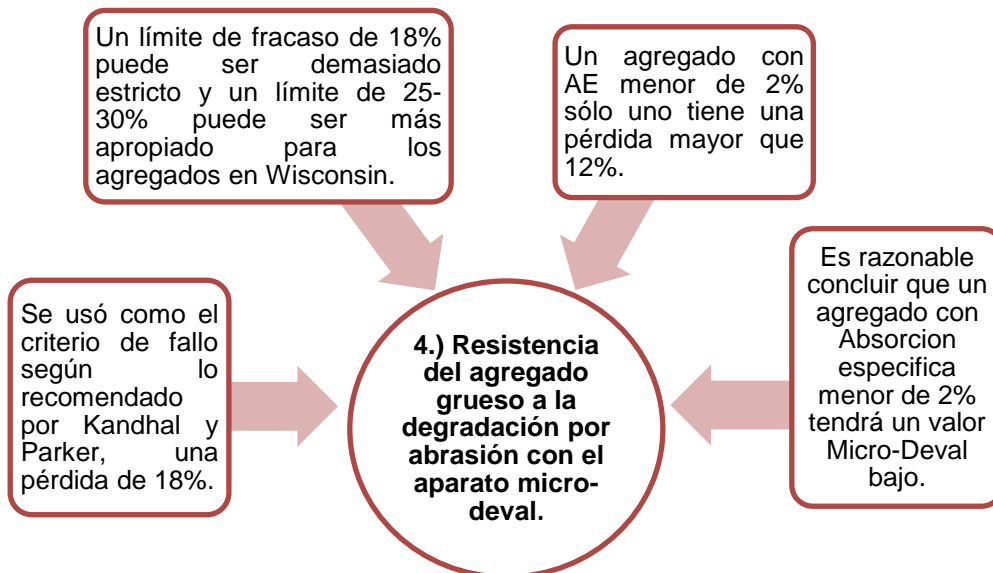 Un límite de fracaso de 18%
puede ser demasiado
estricto y un límite de 25-
30% puede ser más
apropiado para los
agregados en Wisconsin.
Un agregado con
AE menor de 2%
sólo uno tiene una
pérdida mayor que
12%.
Se usó como el
criterio de fallo
según lo
recomendado
por Kandhal y
Parker, una
pérdida de 18%.
4.) Resistencia
del agregado
grueso a la
degradación por
abrasión con el
aparato micro-
deval.
Es razonable
concluir que un
agregado con
Absorcion
especifica
menor de 2%
tendrá un valor
Micro-Deval
bajo.